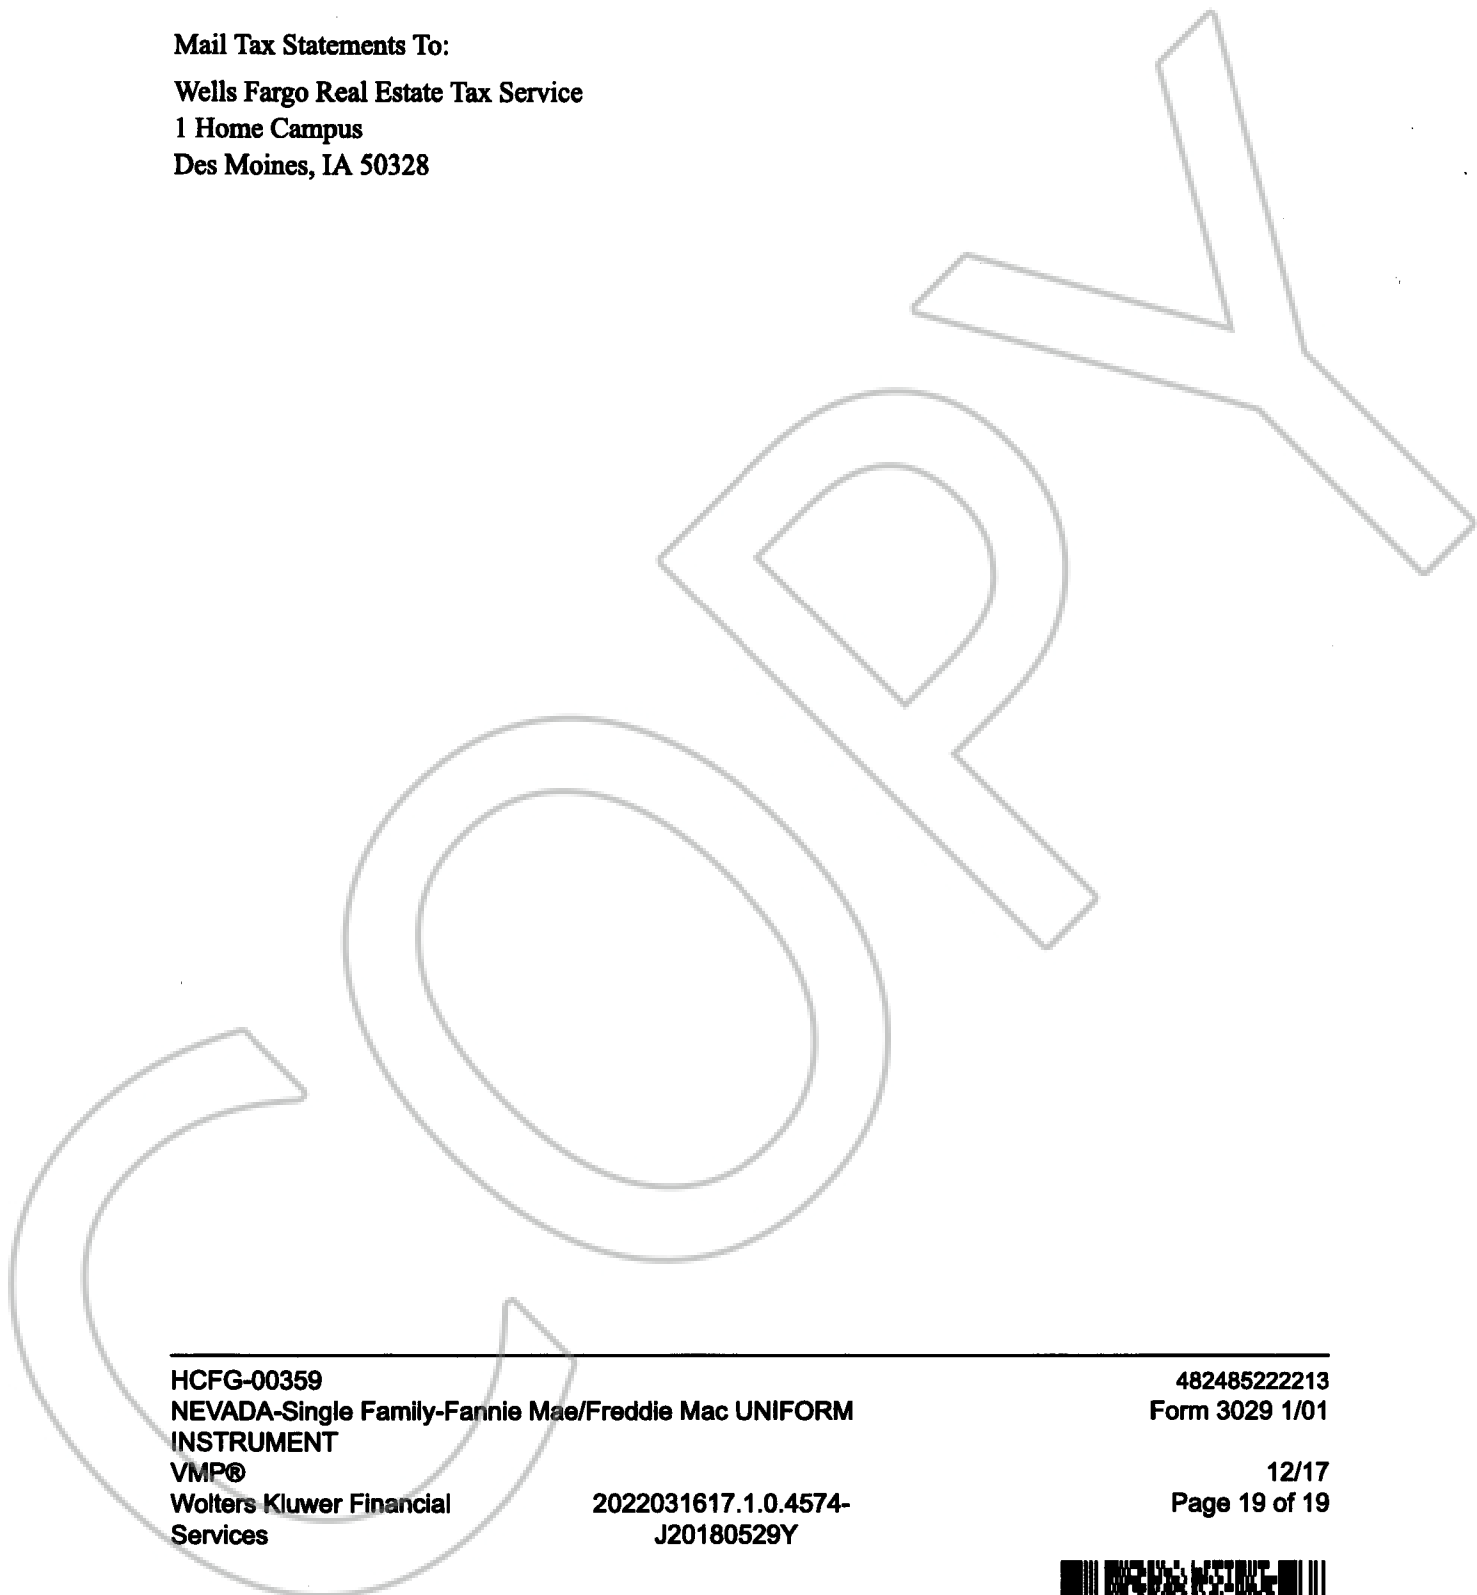 Mail Tax Statements To:
Wells Fargo Real Estate Tax Service
1 Home Campus
Des Moines, IA 50328
COPY
HCFG-00359 482485222213
NEVADA-Single Family-Fannie Mae/Freddie Mac UNIFORM Form 3029 1/01
INSTRUMENT
VMP® 12/17
Wolters Kluwer Financial 2022031617.1.0.4574- Page 19 of 19
Services J20180529Y